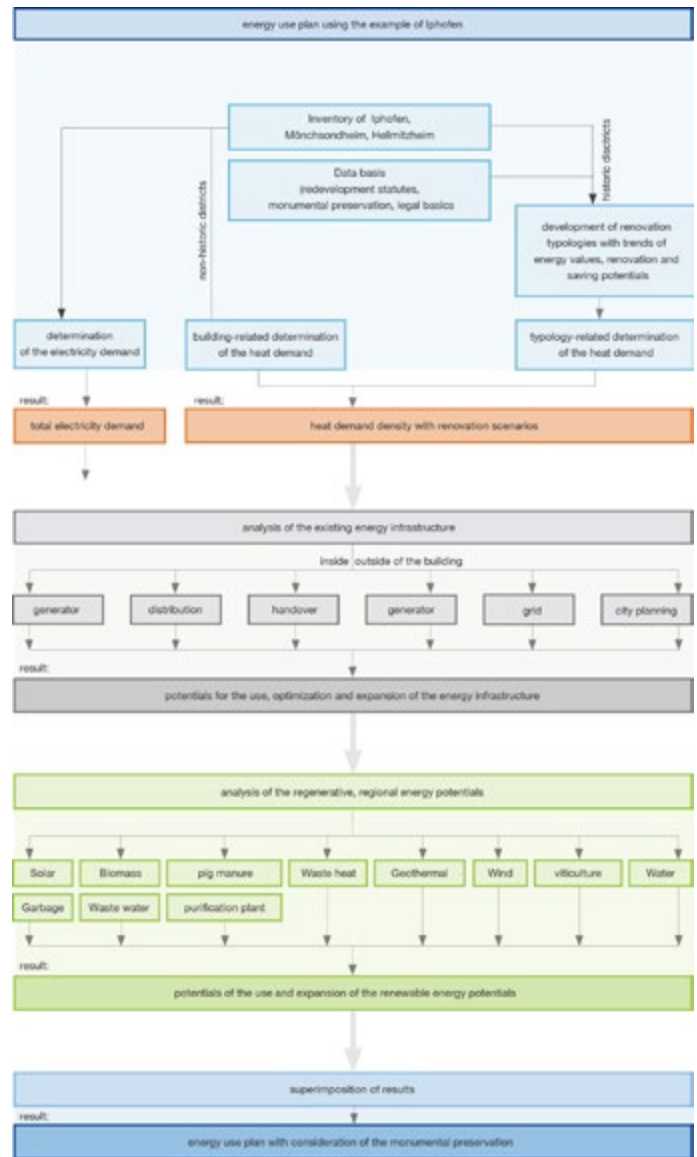 energy use plan using the example of Iphofen
Inventory of Iphofen,
Mönchsondheim, Hellmitzheim
historic disctricts
Data basis
(redevelopment statutes,
monumental preservation, legal basics
non-historic districts
development of renovation
typologies with trends of
energy values, renovation and
saving potentials
determination
of the electricity demand
building-related determination
of the heat demand
typology-related determination
of the heat demand
result:
result:
total electricity demand
heat demand density with renovation scenarios
analysis of the existing energy infrastructure
inside outside of the building
generator
distribution
handover
generator
grid
city planning
result:
potentials for the use, optimization and expansion of the energy infrastructure
analysis of the regenerative, regional energy potentials
Solar
Biomass
pig manure
Waste heat
Geothermal
Wind
viticulture
Water
Garbage
Waste water
purification plant
result:
potentials of the use and expansion of the renewable energy potentials
superimposition of results
result:
energy use plan with consideration of the monumental preservation